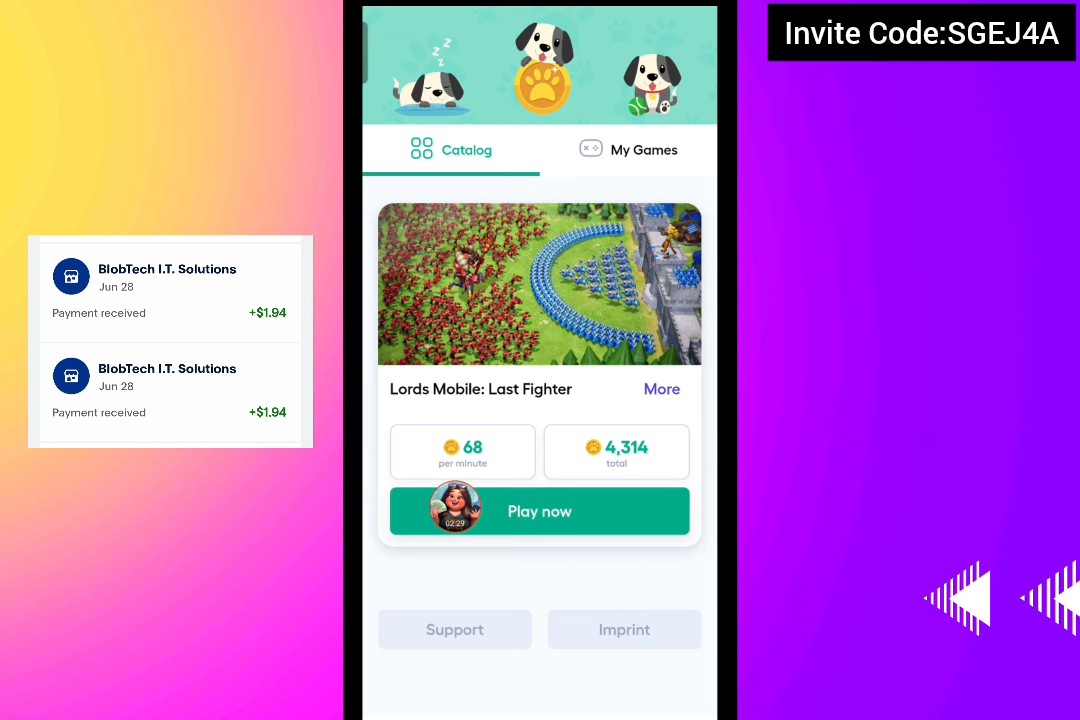 Invite Code:SGEJ4A
z
z
z
Catalog
My Games
BlobTech I.T. Solutions
Jun 28
Payment received
+$1.94
BlobTech I.T. Solutions
Jun 28
Payment received
+$1.94
Lords Mobile: Last Fighter
More
68
per minute
4,314
total
02:29
Play now
Support
Imprint